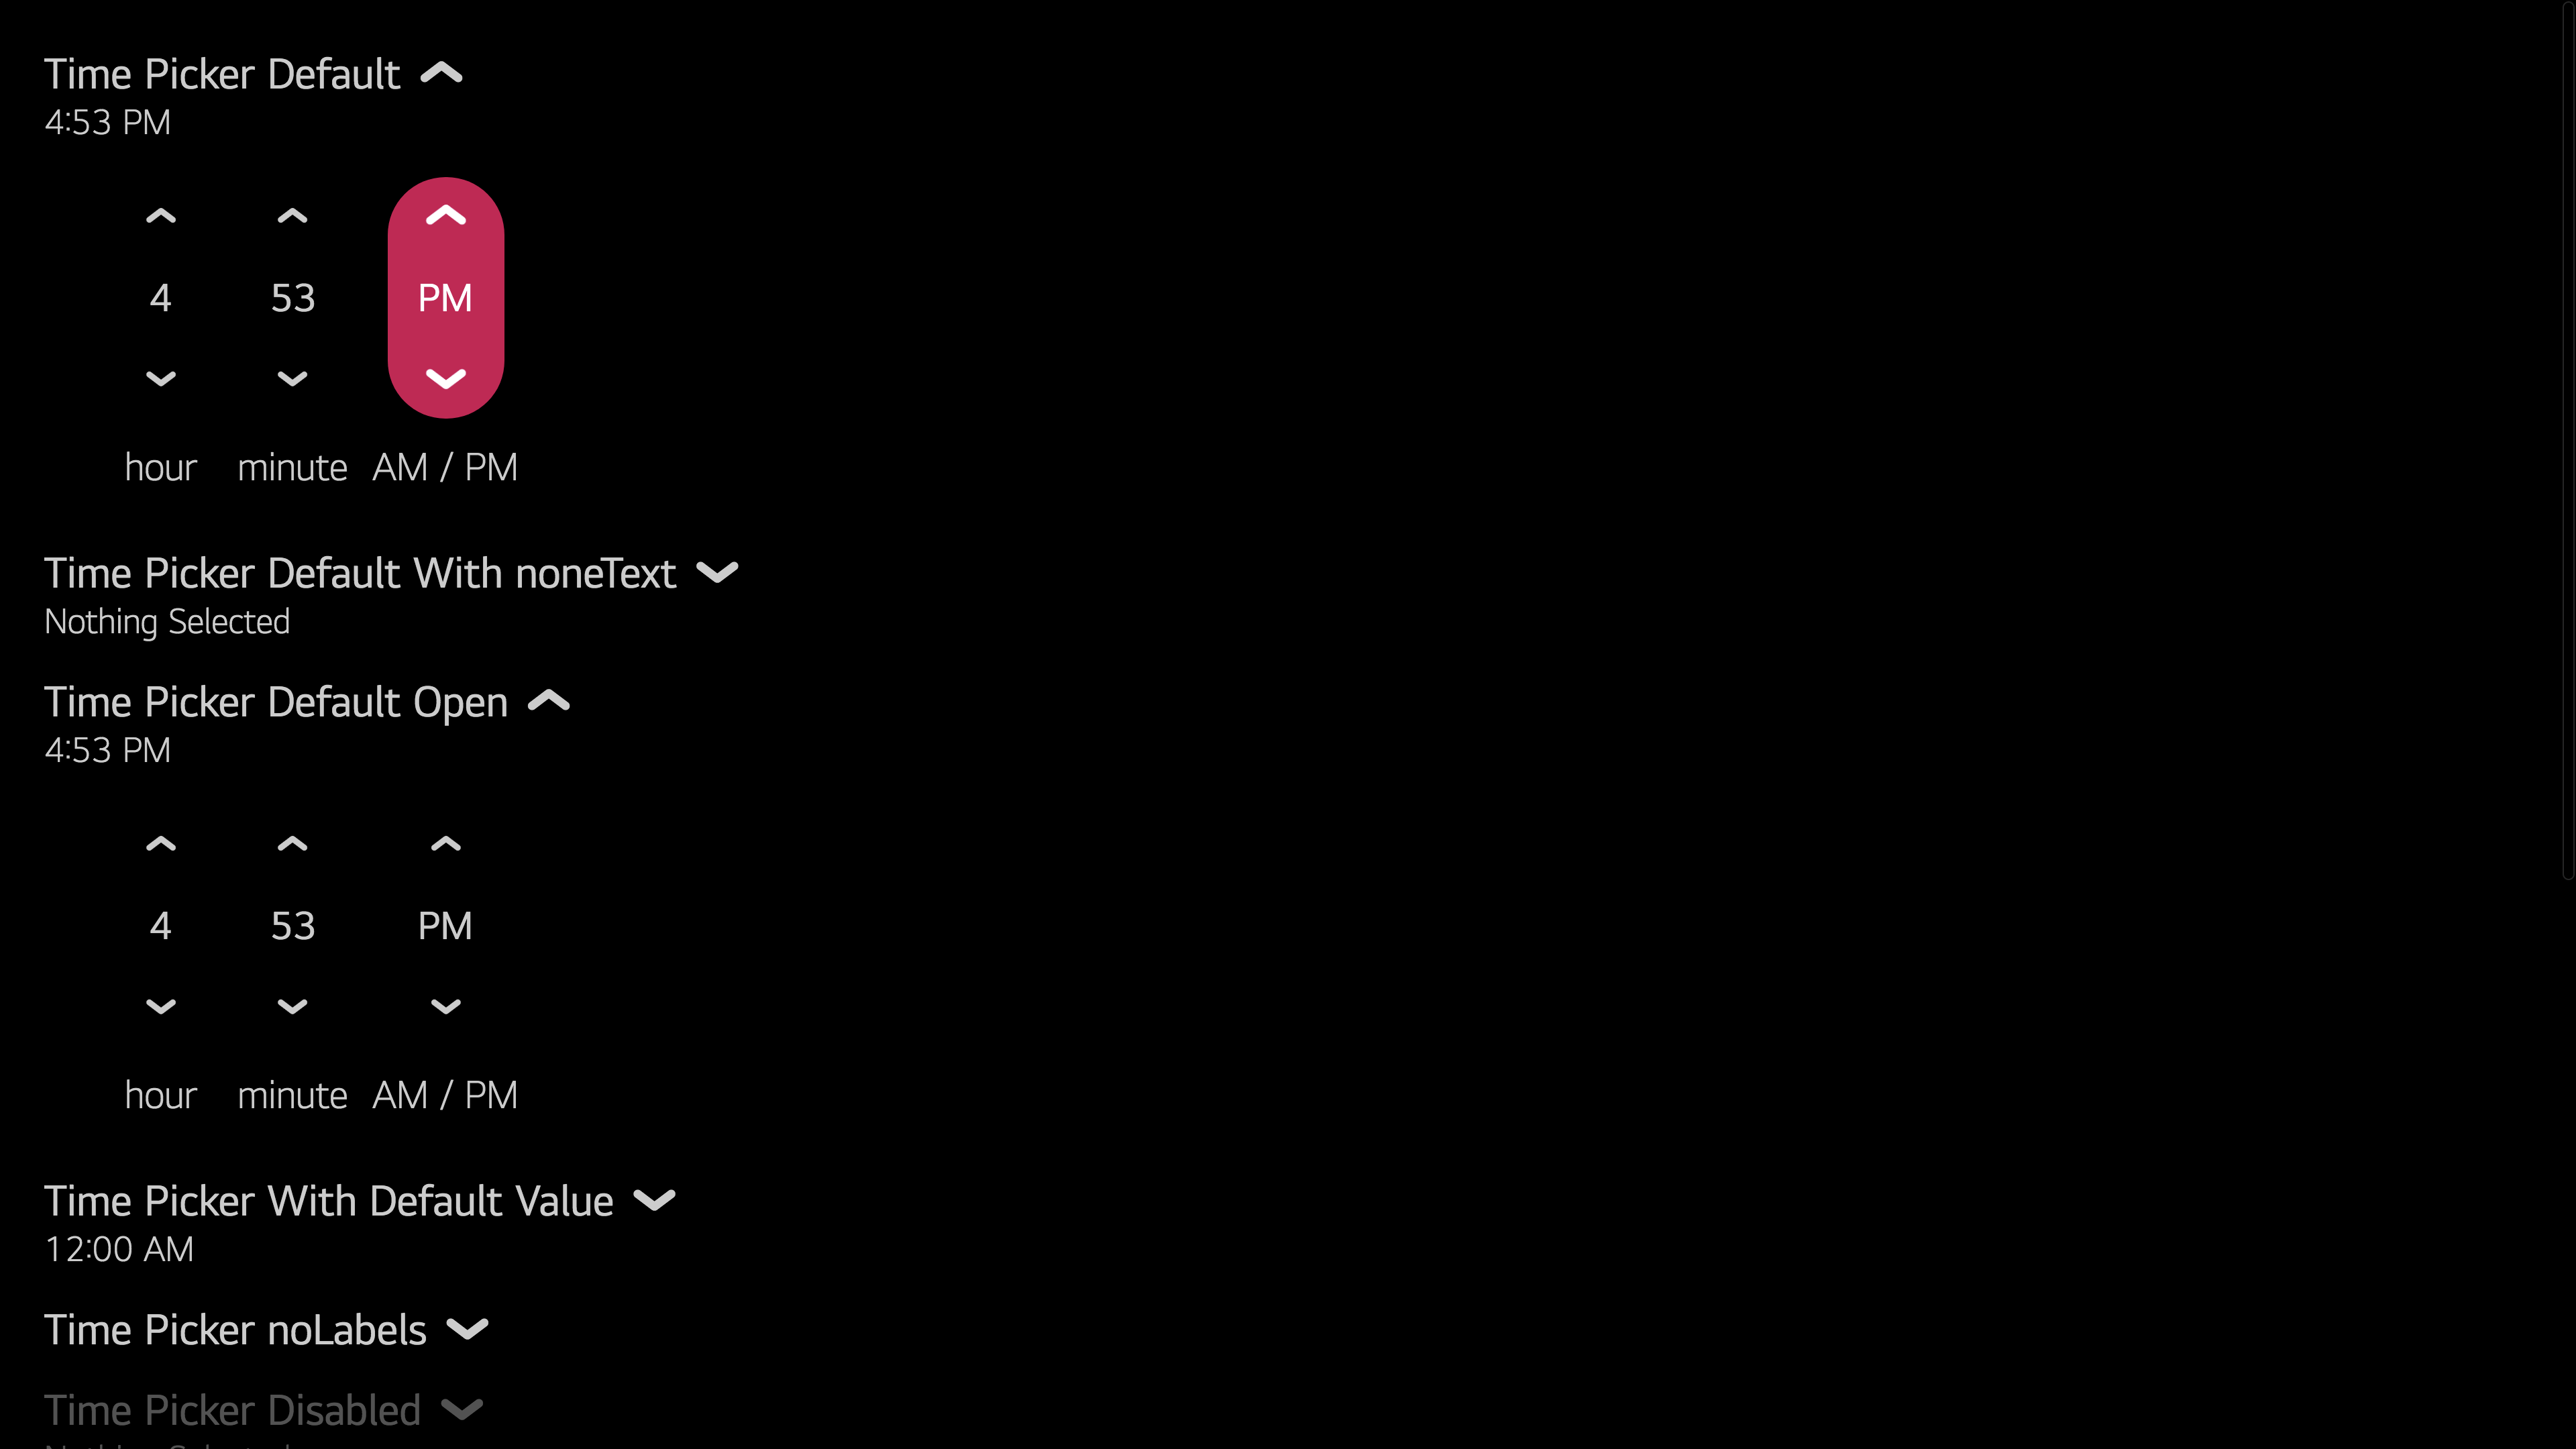 Time Picker Default
4:53 PM
4 53 PM
hour minute AM / PM
Time Picker Default With noneText
Nothing Selected
Time Picker Default Open
4:53 PM
4 53 PM
hour minute AM / PM
Time Picker With Default Value
12:00 AM
Time Picker noLabels
Time Picker Disabled